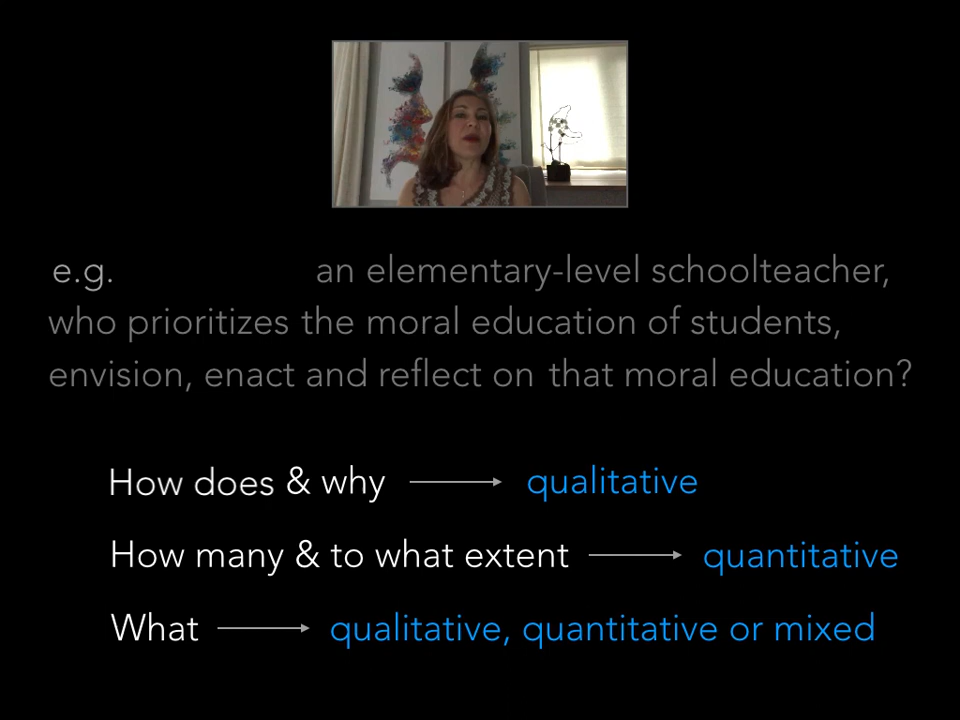 e.g. an elementary-level schoolteacher,
who prioritizes the moral education of students,
envision, enact and reflect on that moral education?
How does & why → qualitative
How many & to what extent → quantitative
What → qualitative, quantitative or mixed